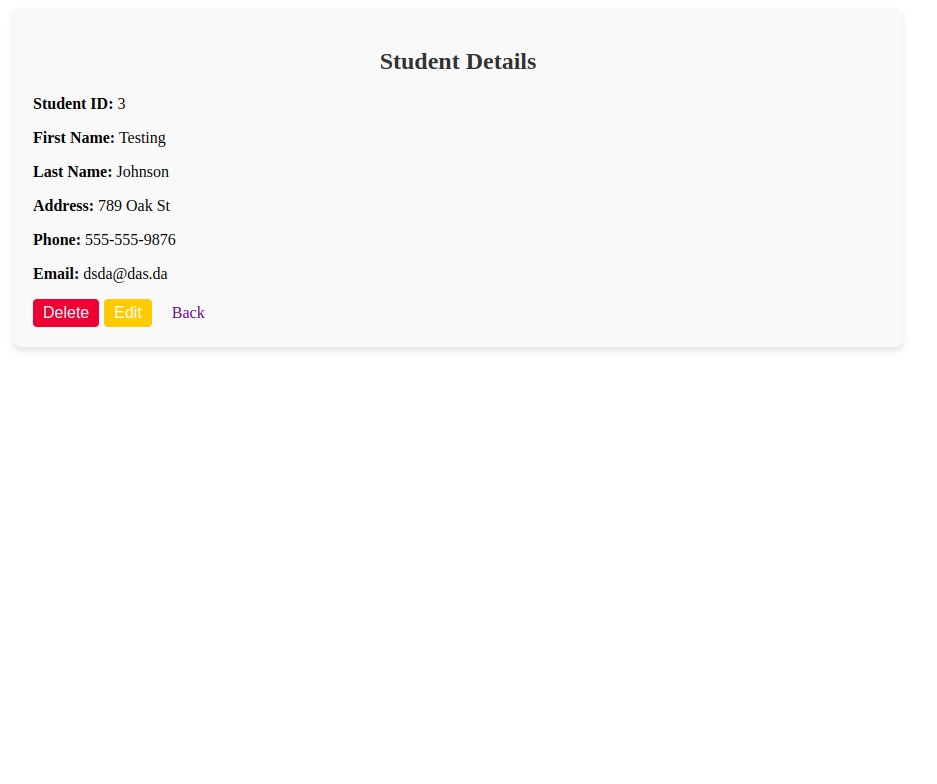 Student Details
Student ID: 3
First Name: Testing
Last Name: Johnson
Address: 789 Oak St
Phone: 555-555-9876
Email: dsda@das.da
Delete Edit Back